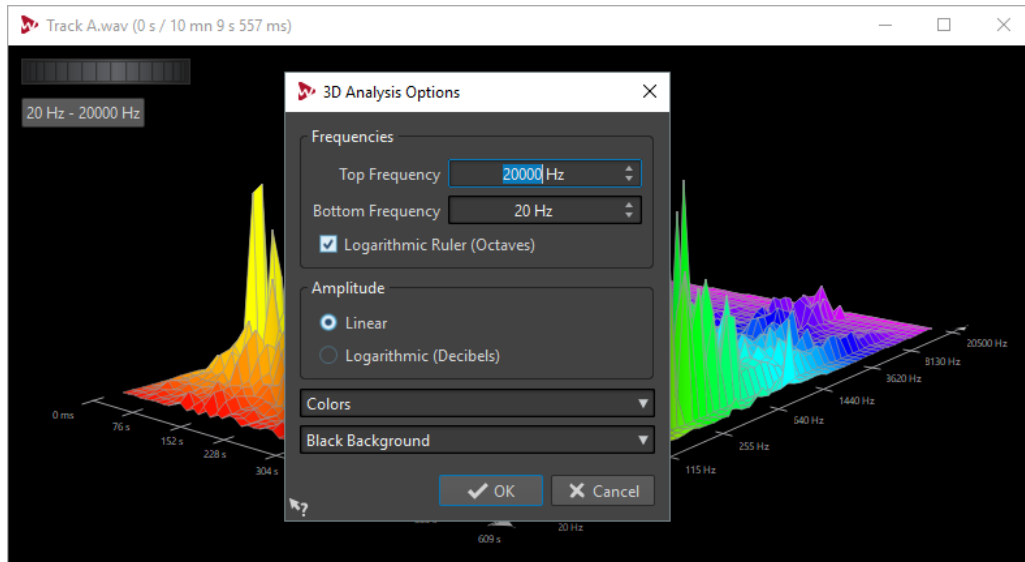 Track A.wav (0 s / 10 mn 9 s 557 ms)
20 Hz - 20000 Hz
3D Analysis Options
Frequencies
Top Frequency 20000 Hz
Bottom Frequency 20 Hz
Logarithmic Ruler (Octaves)
Amplitude
Linear
Logarithmic (Decibels)
Colors
Black Background
OK Cancel
0 ms
76 s
152 s
228 s
304 s
609 s
20 Hz
115 Hz
255 Hz
640 Hz
1440 Hz
3620 Hz
8130 Hz
20500 Hz